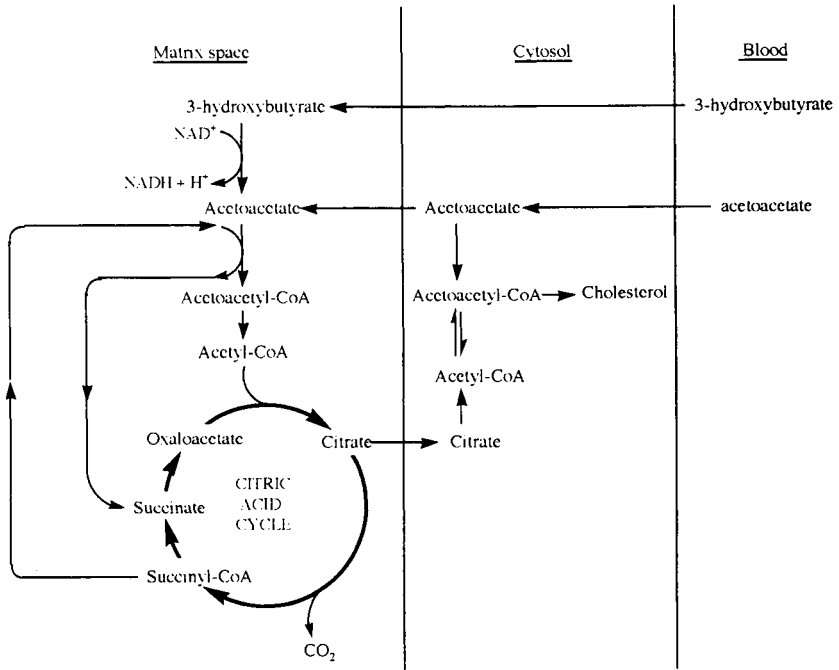 Matrix space
Cytosol
Blood
3-hydroxybutyrate
3-hydroxybutyrate
NAD⁺
NADH + H⁺
Acetoacetate
Acetoacetate
acetoacetate
Acetoacetyl-CoA
Acetoacetyl-CoA
Cholesterol
Acetyl-CoA
Acetyl-CoA
Oxaloacetate
Citrate
Citrate
CITRIC
ACID
CYCLE
Succinate
Succinyl-CoA
CO₂